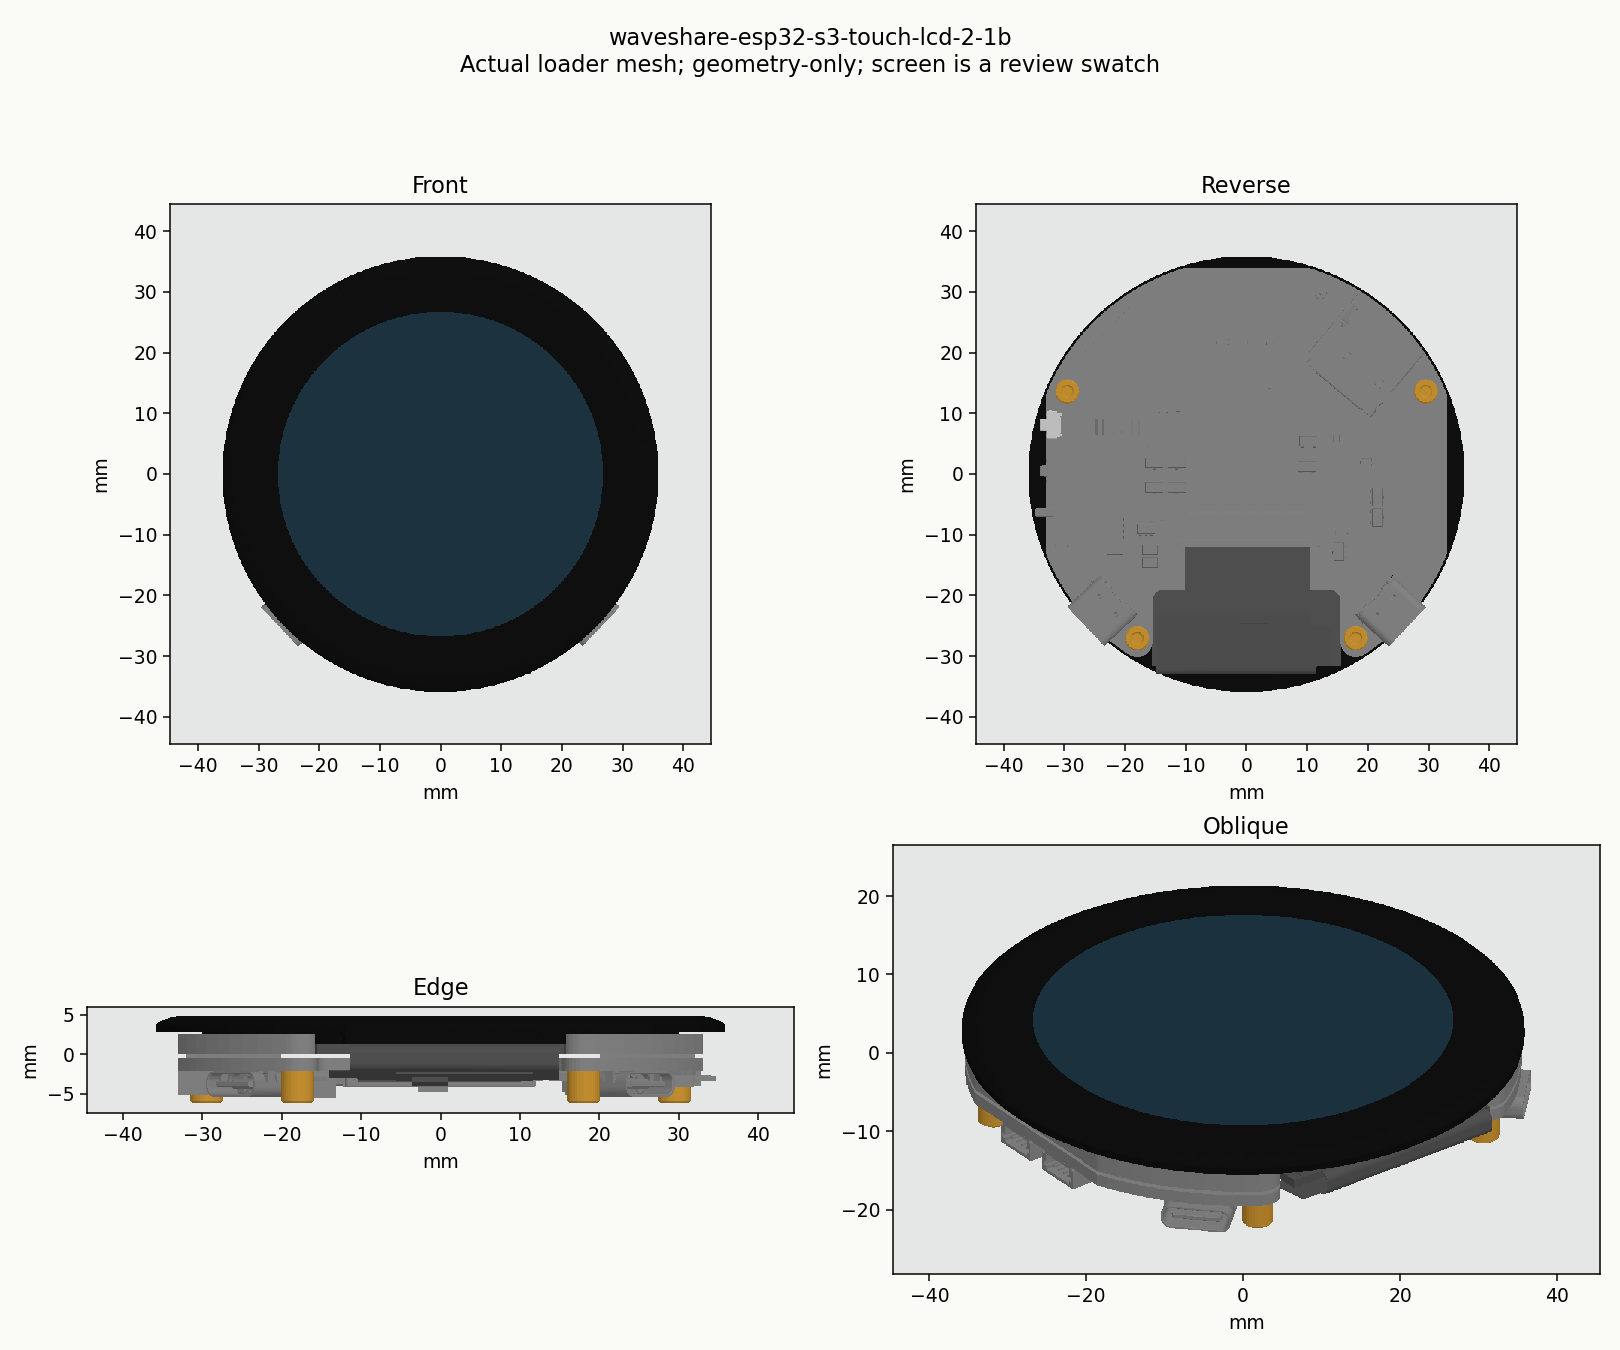 waveshare-esp32-s3-touch-lcd-2-1b
Actual loader mesh; geometry-only; screen is a review swatch
Front
40
30
20
10
0
−10
−20
−30
−40
mm
−40 −30 −20 −10 0 10 20 30 40
mm
Reverse
40
30
20
10
0
−10
−20
−30
−40
mm
−40 −30 −20 −10 0 10 20 30 40
mm
Edge
5
0
−5
mm
−40 −30 −20 −10 0 10 20 30 40
mm
Oblique
20
10
0
−10
−20
mm
−40 −20 0 20 40
mm